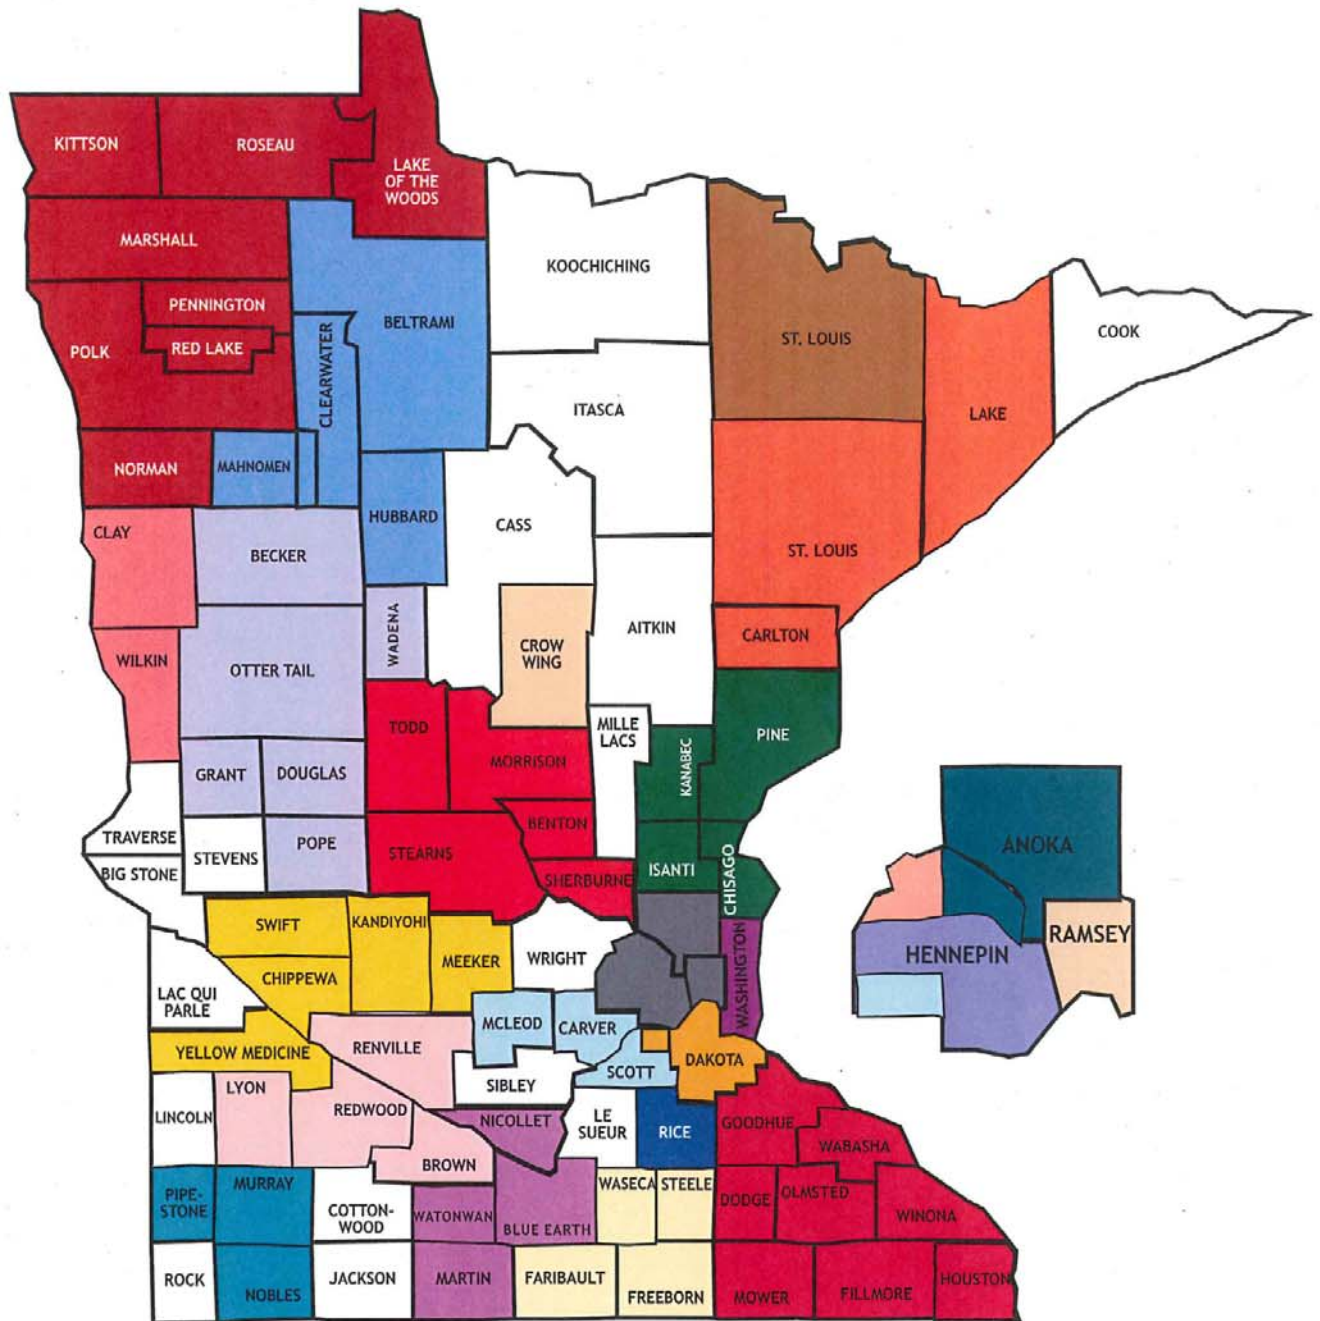 KITTSON
ROSEAU
LAKE
OF THE
WOODS
MARSHALL
KOOCHICHING
PENNINGTON
BELTRAMI
COOK
ST. LOUIS
POLK
RED LAKE
CLEARWATER
ITASCA
LAKE
NORMAN
MAHNOMEN
HUBBARD
CASS
CLAY
BECKER
ST. LOUIS
WADENA
AITKIN
CARLTON
CROW
WING
WILKIN
OTTER TAIL
TODD
MILLE
LACS
PINE
MORRISON
KANABEC
GRANT
DOUGLAS
BENTON
TRAVERSE
STEVENS
POPE
STEARNS
ANOKA
BIG STONE
SHERBURNE
ISANTI
CHISAGO
SWIFT
KANDIYOHI
RAMSEY
HENNEPIN
MEEKER
WRIGHT
WASHINGTON
CHIPPEWA
LAC QUI
PARLE
MCLEOD
CARVER
YELLOW MEDICINE
RENVILLE
DAKOTA
SCOTT
SIBLEY
LYON
LINCOLN
REDWOOD
NICOLLET
LE
SUEUR
RICE
GOODHUE
WABASHA
BROWN
PIPE-
STONE
MURRAY
COTTON-
WOOD
WATONWAN
BLUE EARTH
WASECA
STEELE
DODGE
OLMSTED
WINONA
ROCK
NOBLES
JACKSON
MARTIN
FARIBAULT
FREEBORN
MOWER
FILLMORE
HOUSTON